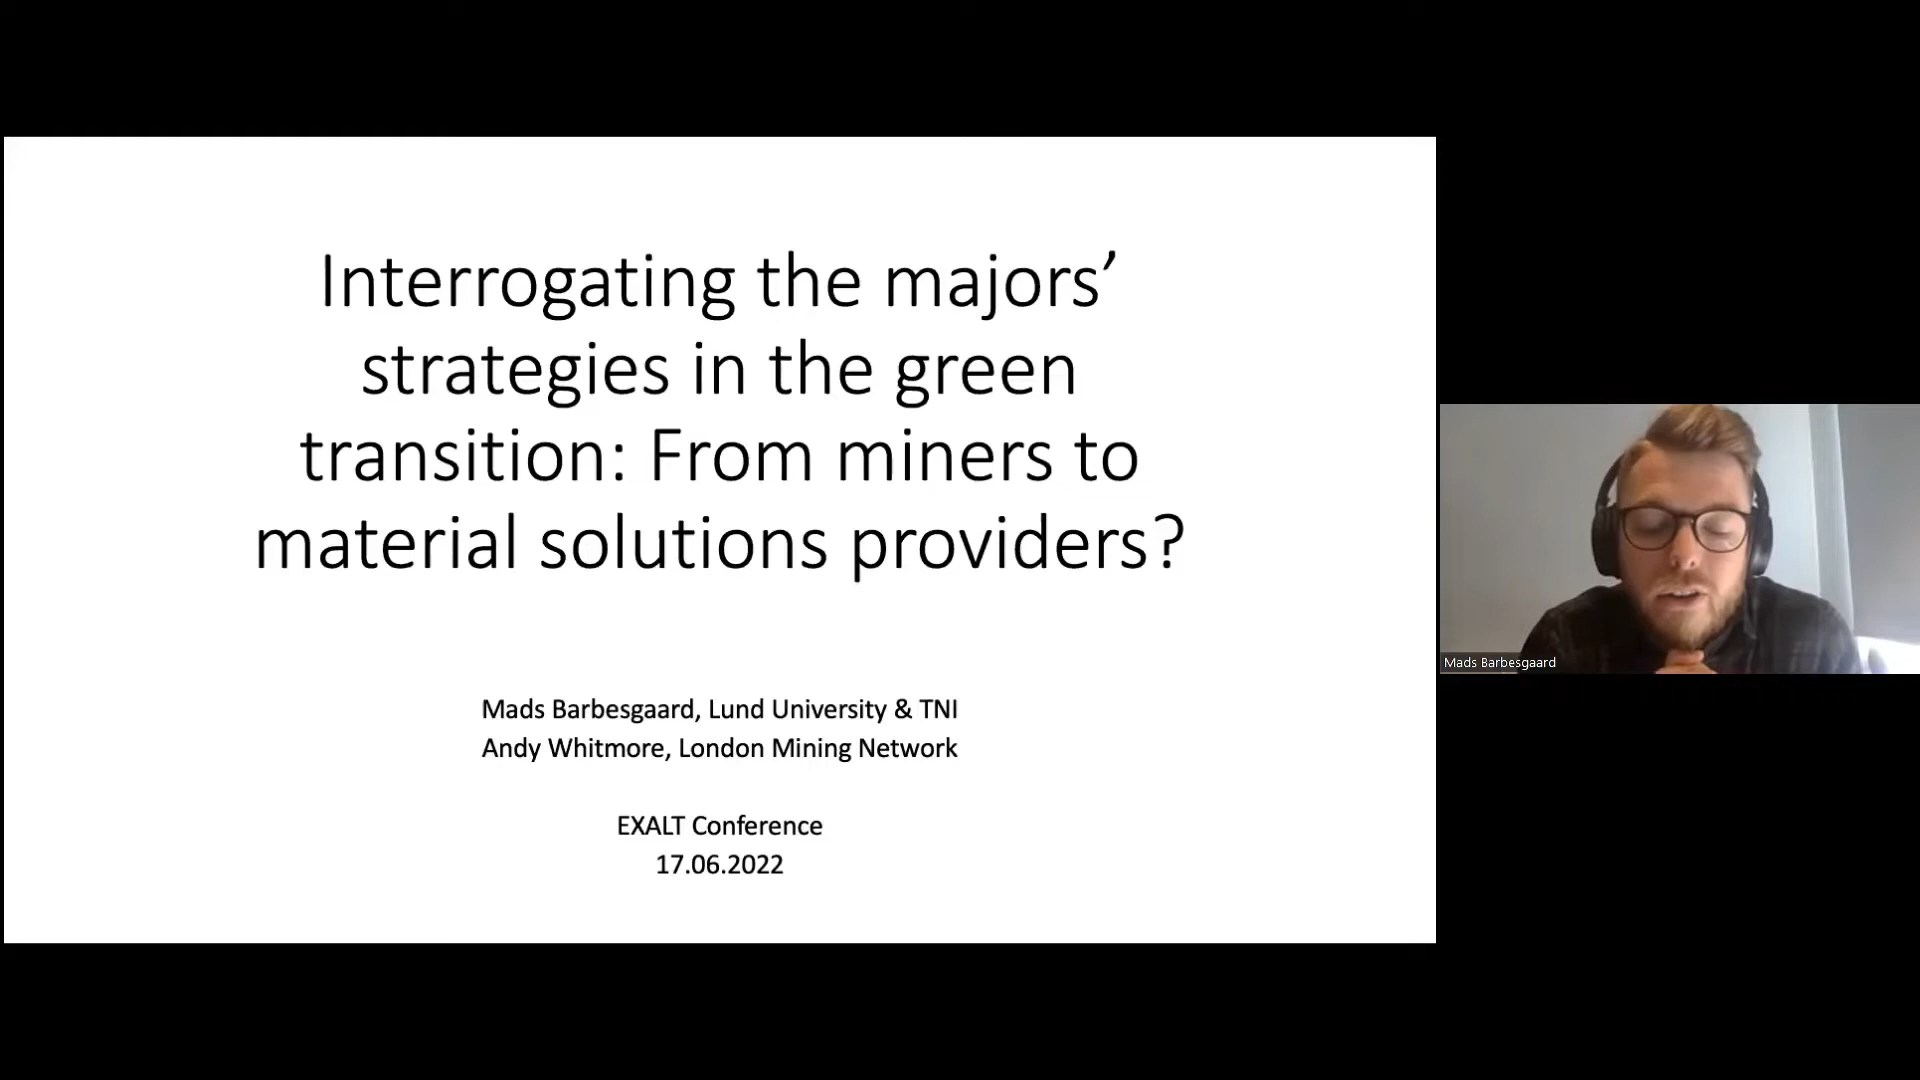 Interrogating the majors’
strategies in the green
transition: From miners to
material solutions providers?
Mads Barbesgaard, Lund University & TNI
Andy Whitmore, London Mining Network
EXALT Conference
17.06.2022
Mads Barbesgaard